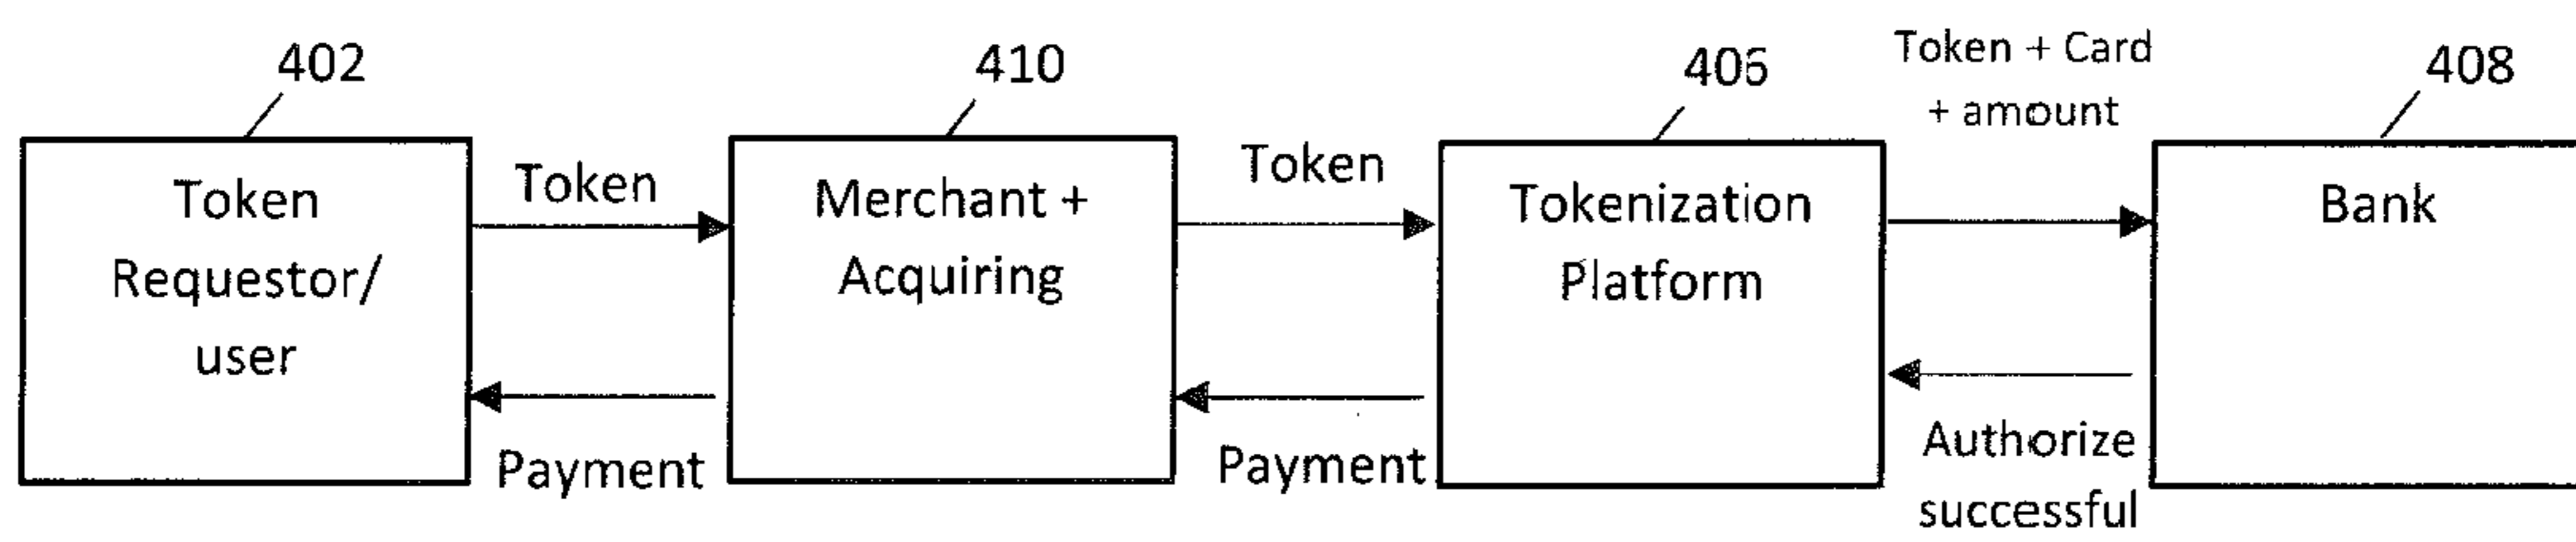 402
410
406
Token + Card
+ amount
408
Token
Requestor/
user
Token
Merchant +
Acquiring
Token
Tokenization
Platform
Bank
Payment
Payment
Authorize
successful